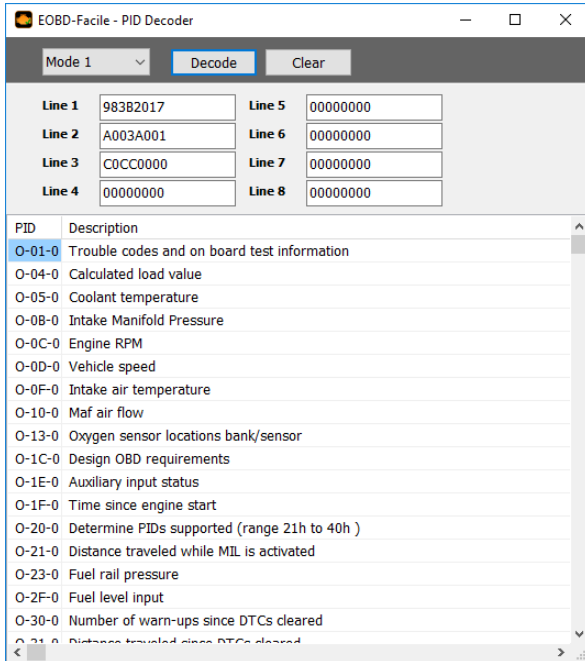 EOBD-Facile - PID Decoder
Mode 1 Decode Clear
Line 1 983B2017 Line 5 00000000
Line 2 A003A001 Line 6 00000000
Line 3 C0CC0000 Line 7 00000000
Line 4 00000000 Line 8 00000000
PID Description
O-01-0 Trouble codes and on board test information
O-04-0 Calculated load value
O-05-0 Coolant temperature
O-0B-0 Intake Manifold Pressure
O-0C-0 Engine RPM
O-0D-0 Vehicle speed
O-0F-0 Intake air temperature
O-10-0 Maf air flow
O-13-0 Oxygen sensor locations bank/sensor
O-1C-0 Design OBD requirements
O-1E-0 Auxiliary input status
O-1F-0 Time since engine start
O-20-0 Determine PIDs supported (range 21h to 40h )
O-21-0 Distance traveled while MIL is activated
O-23-0 Fuel rail pressure
O-2F-0 Fuel level input
O-30-0 Number of warn-ups since DTCs cleared
O-31-0 Distance traveled since DTCs cleared